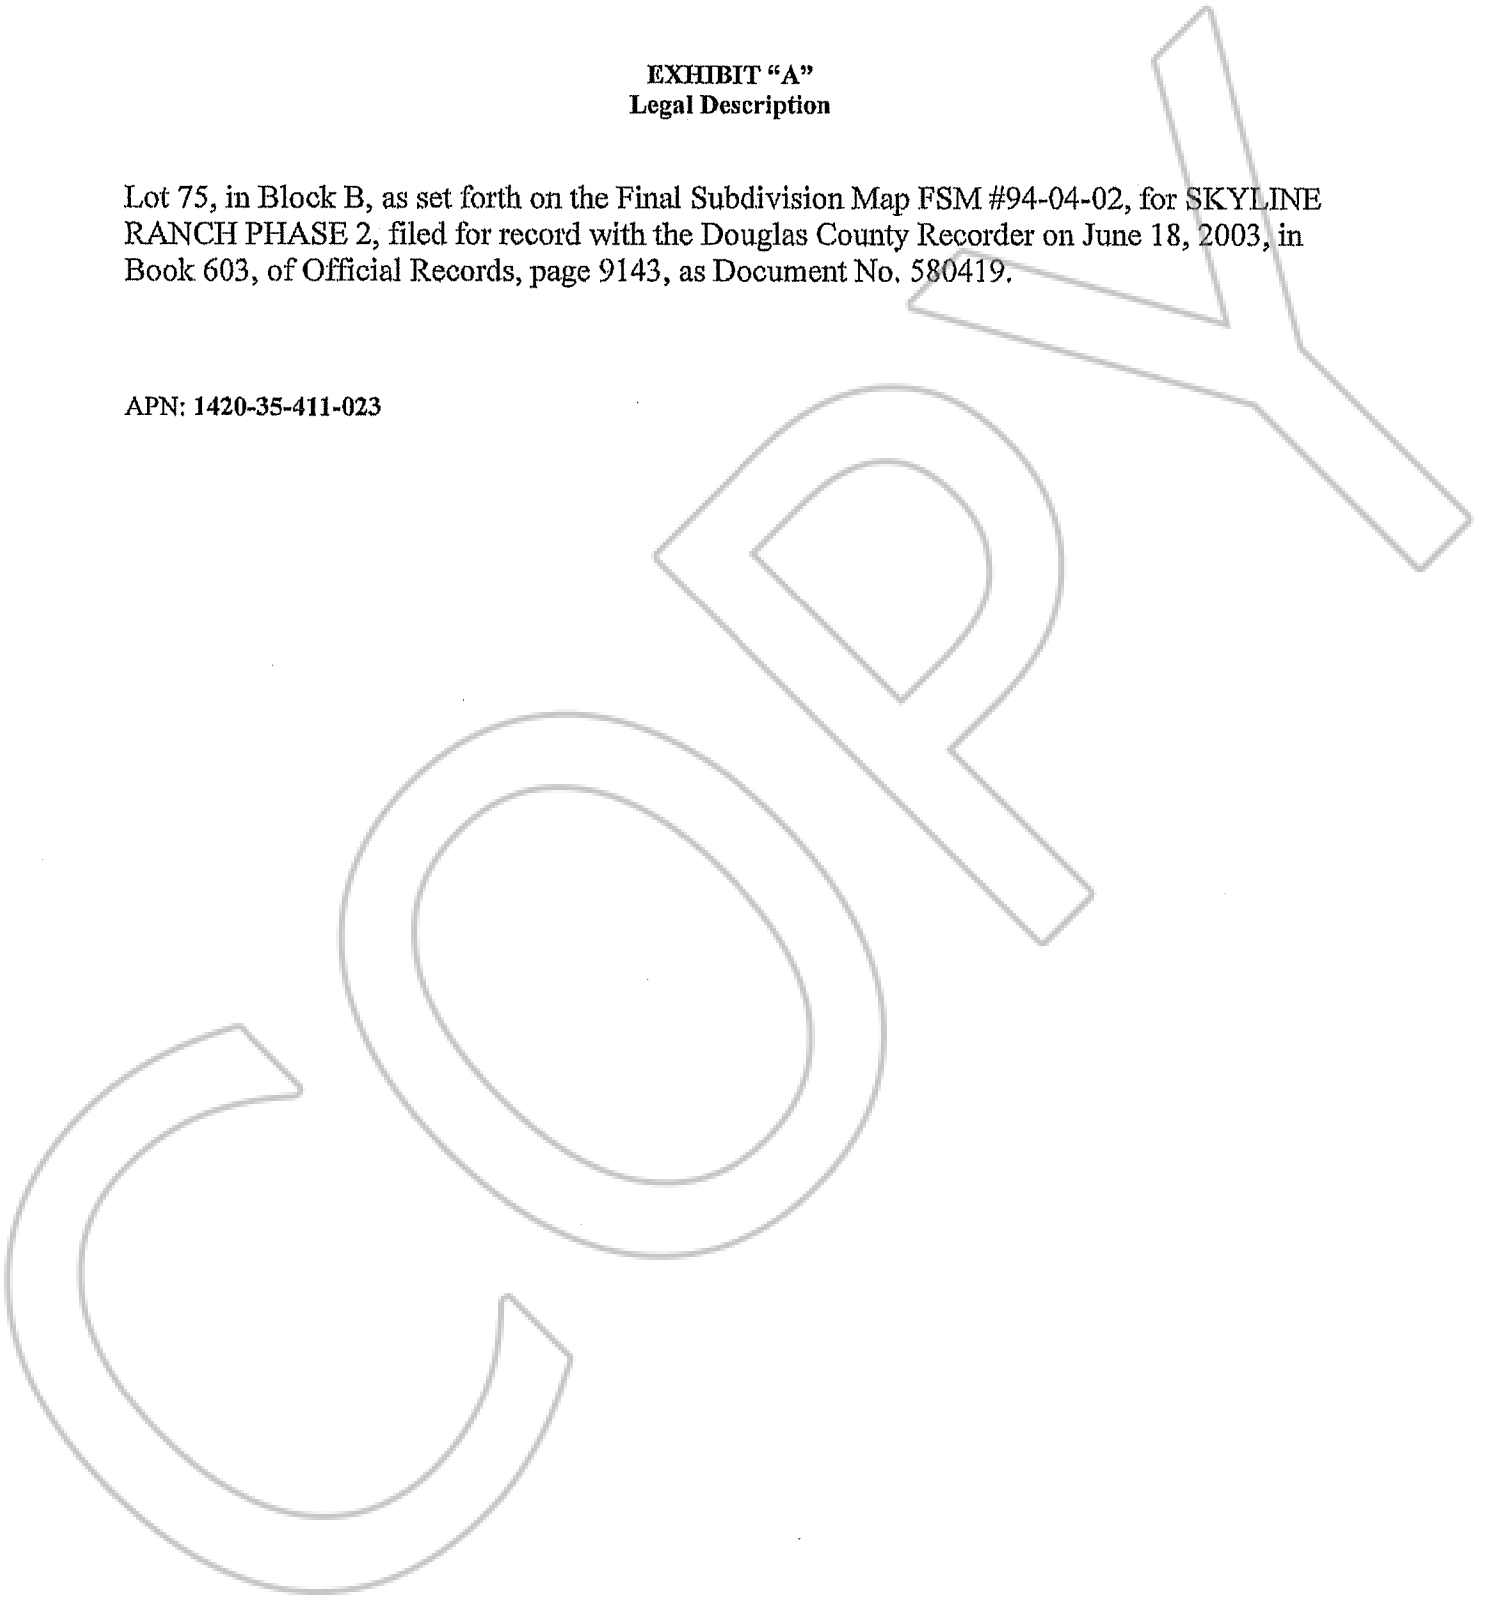 EXHIBIT “A”
Legal Description
Lot 75, in Block B, as set forth on the Final Subdivision Map FSM #94-04-02, for SKYLINE
RANCH PHASE 2, filed for record with the Douglas County Recorder on June 18, 2003, in
Book 603, of Official Records, page 9143, as Document No. 580419.
APN: 1420-35-411-023
COPY